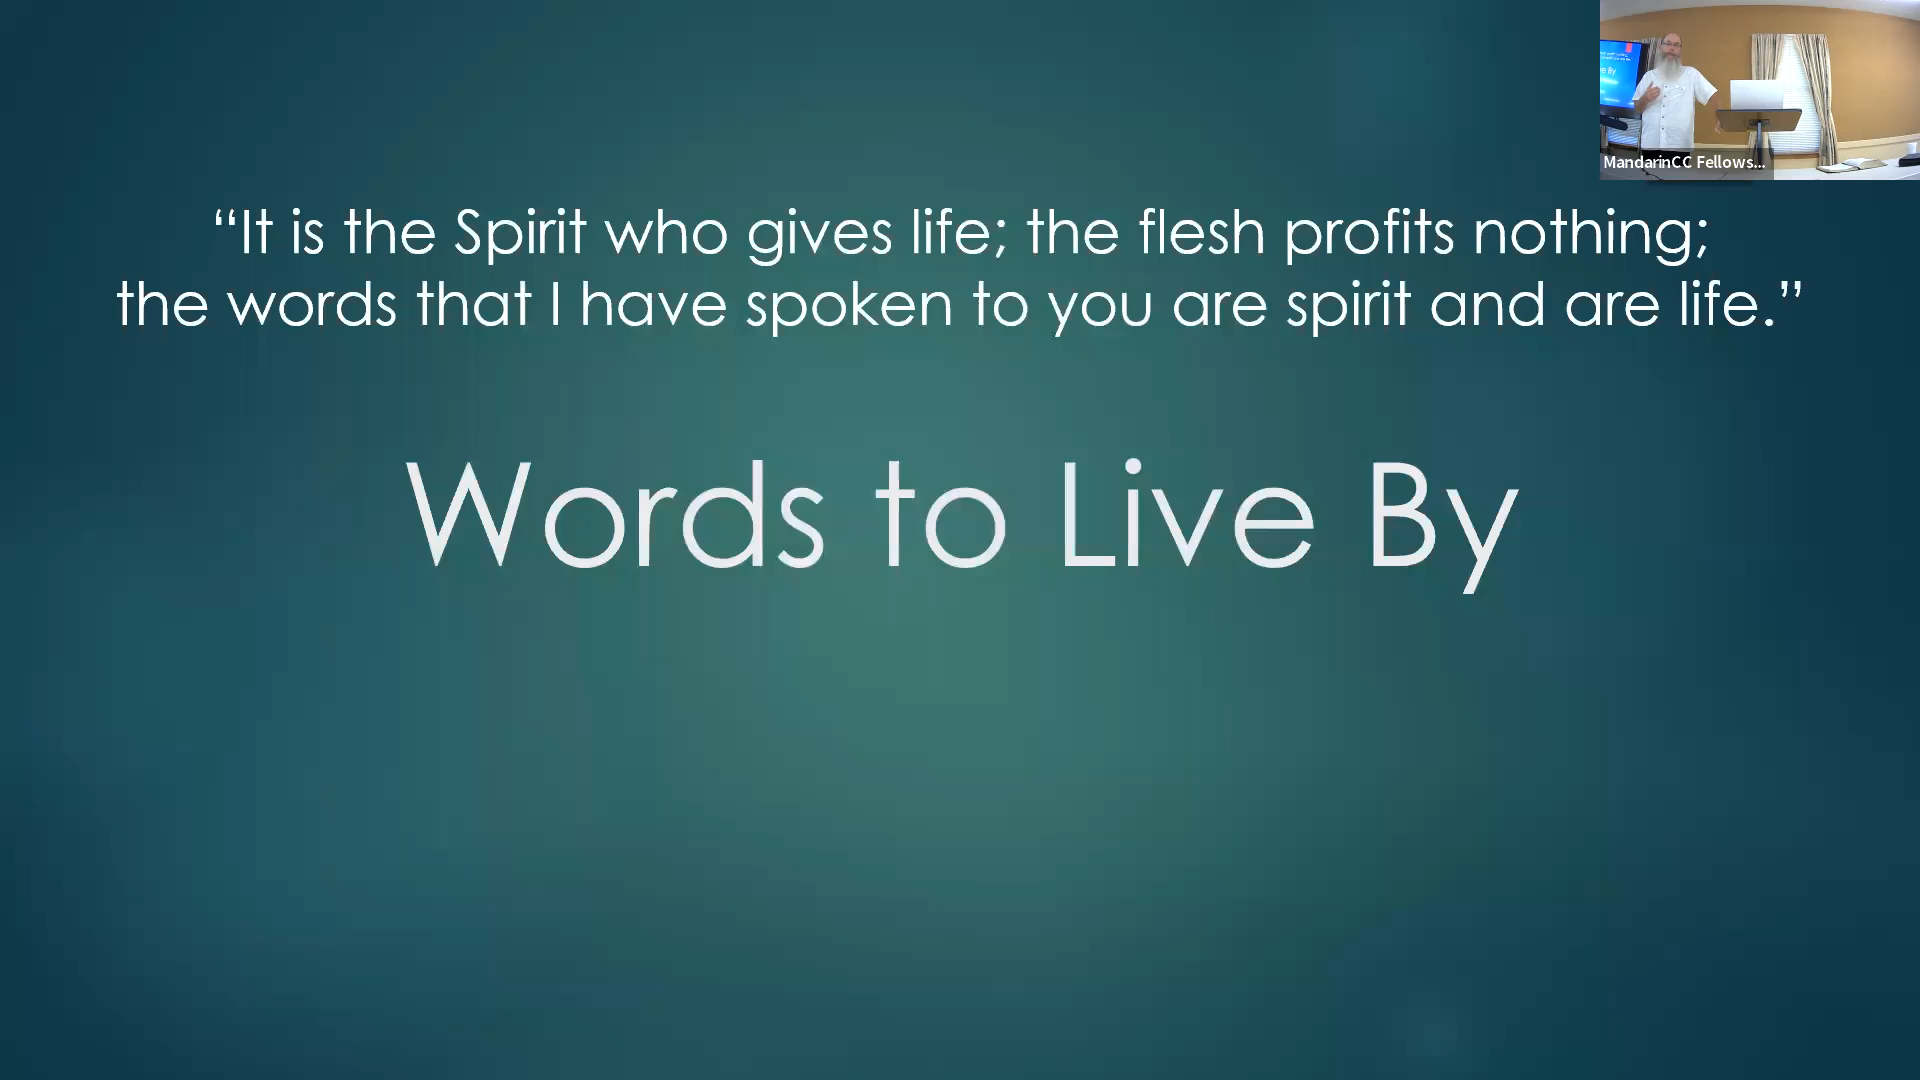 “It is the Spirit who gives life; the flesh profits nothing;
the words that I have spoken to you are spirit and are life.”
Words to Live By
MandarinCC Fellows...